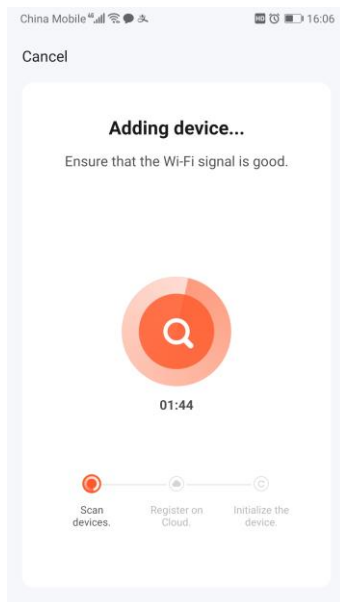 China Mobile 16:06
Cancel
Adding device...
Ensure that the Wi-Fi signal is good.
01:44
Scan
devices.
Register on
Cloud.
Initialize the
device.